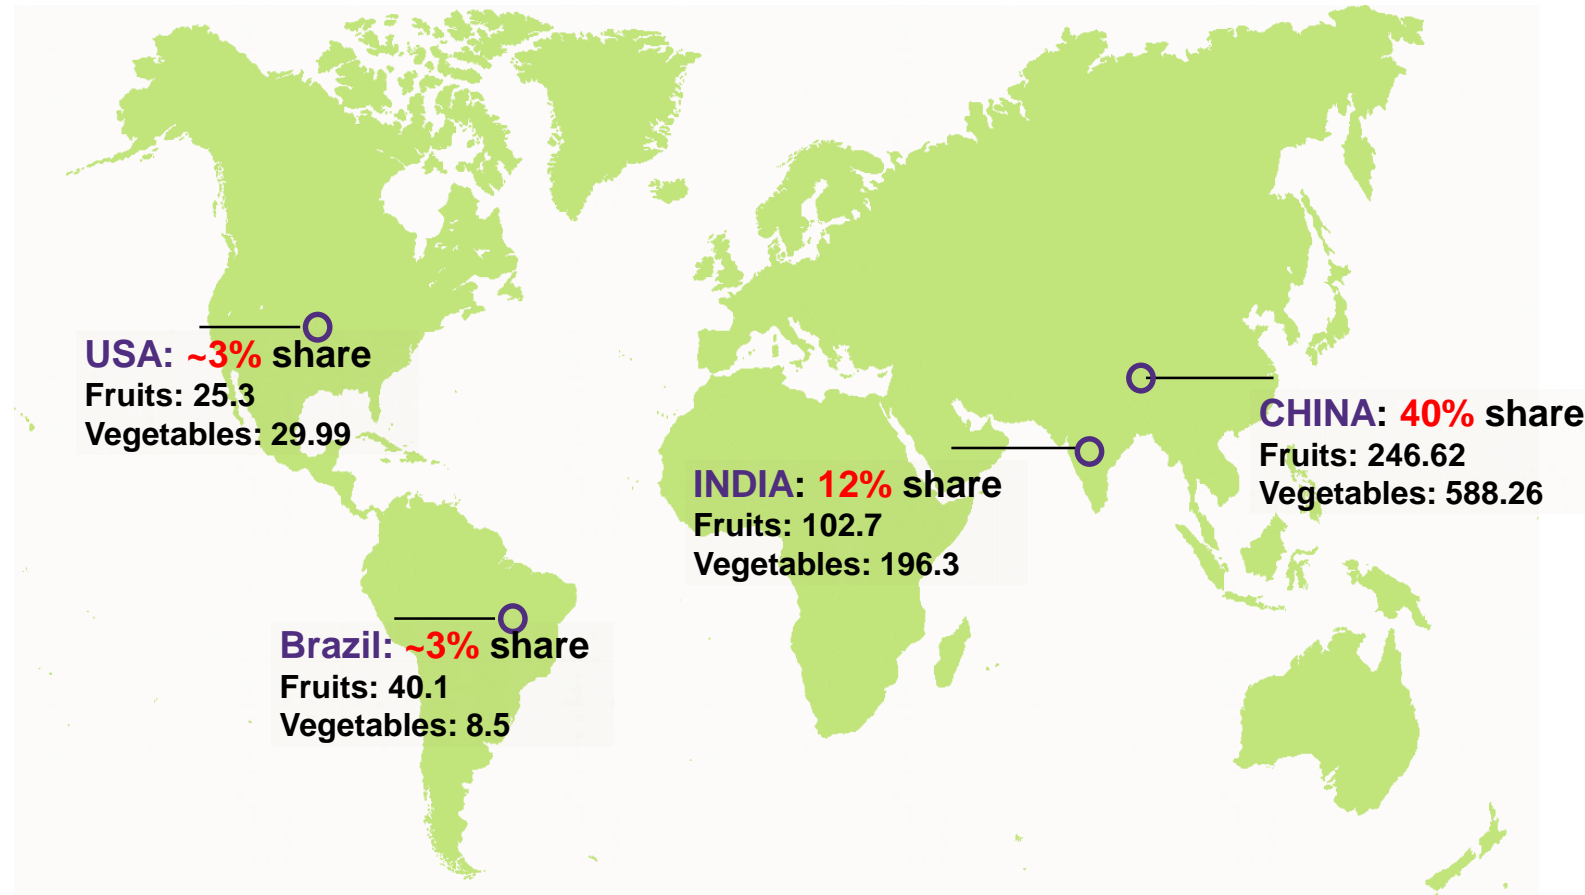 USA: ~3% share
Fruits: 25.3
Vegetables: 29.99
CHINA: 40% share
Fruits: 246.62
Vegetables: 588.26
INDIA: 12% share
Fruits: 102.7
Vegetables: 196.3
Brazil: ~3% share
Fruits: 40.1
Vegetables: 8.5